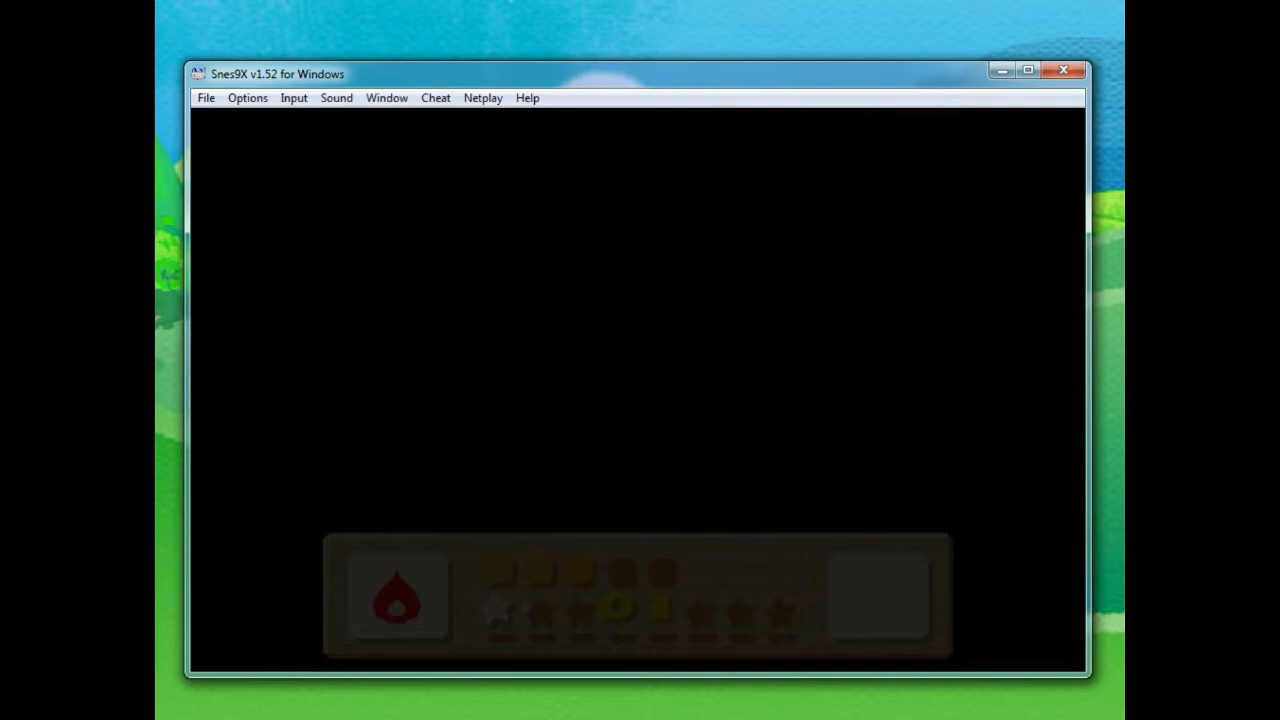 Snes9X v1.52 for Windows
File Options Input Sound Window Cheat Netplay Help